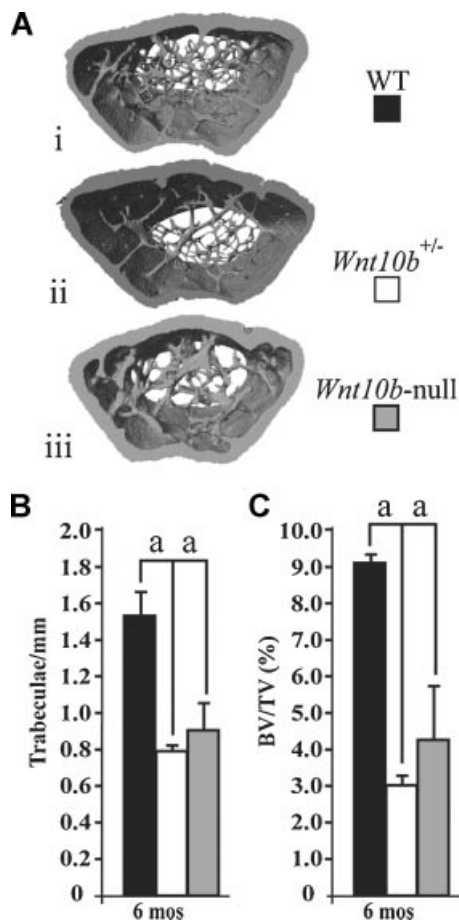 A
i
WT
ii
Wnt10b+/-
iii
Wnt10b-null
B
a a
Trabeculae/mm
2.0
1.8
1.6
1.4
1.2
1.0
0.8
0.6
0.4
0.2
0
6 mos
C
a a
BV/TV (%)
10.0
9.0
8.0
7.0
6.0
5.0
4.0
3.0
2.0
1.0
0
6 mos